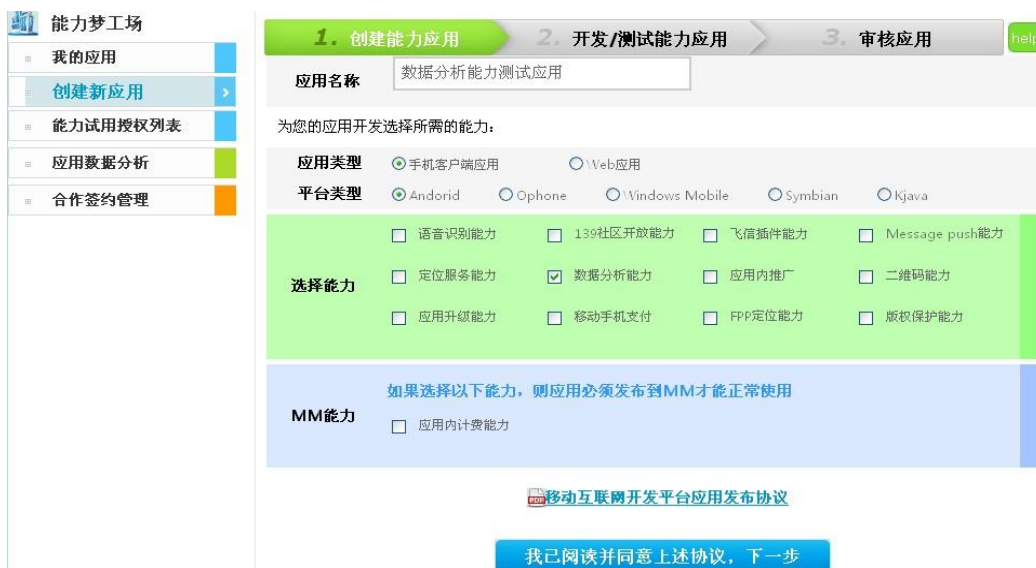 能力梦工场
我的应用
创建新应用
能力试用授权列表
应用数据分析
合作签约管理
1. 创建能力应用 2. 开发/测试能力应用 3. 审核应用 help
应用名称 数据分析能力测试应用
为您的应用开发选择所需的能力:
应用类型 手机客户端应用 Web应用
平台类型 Andorid Ophone Windows Mobile Symbian Kjava
选择能力
语音识别能力 139社区开放能力 飞信插件能力 Message push能力
定位服务能力 数据分析能力 应用内推广 二维码能力
应用升级能力 移动手机支付 FPP定位能力 版权保护能力
MM能力
如果选择以下能力，则应用必须发布到MM才能正常使用
应用内计费能力
PDF 移动互联网开发平台应用发布协议
我已阅读并同意上述协议，下一步